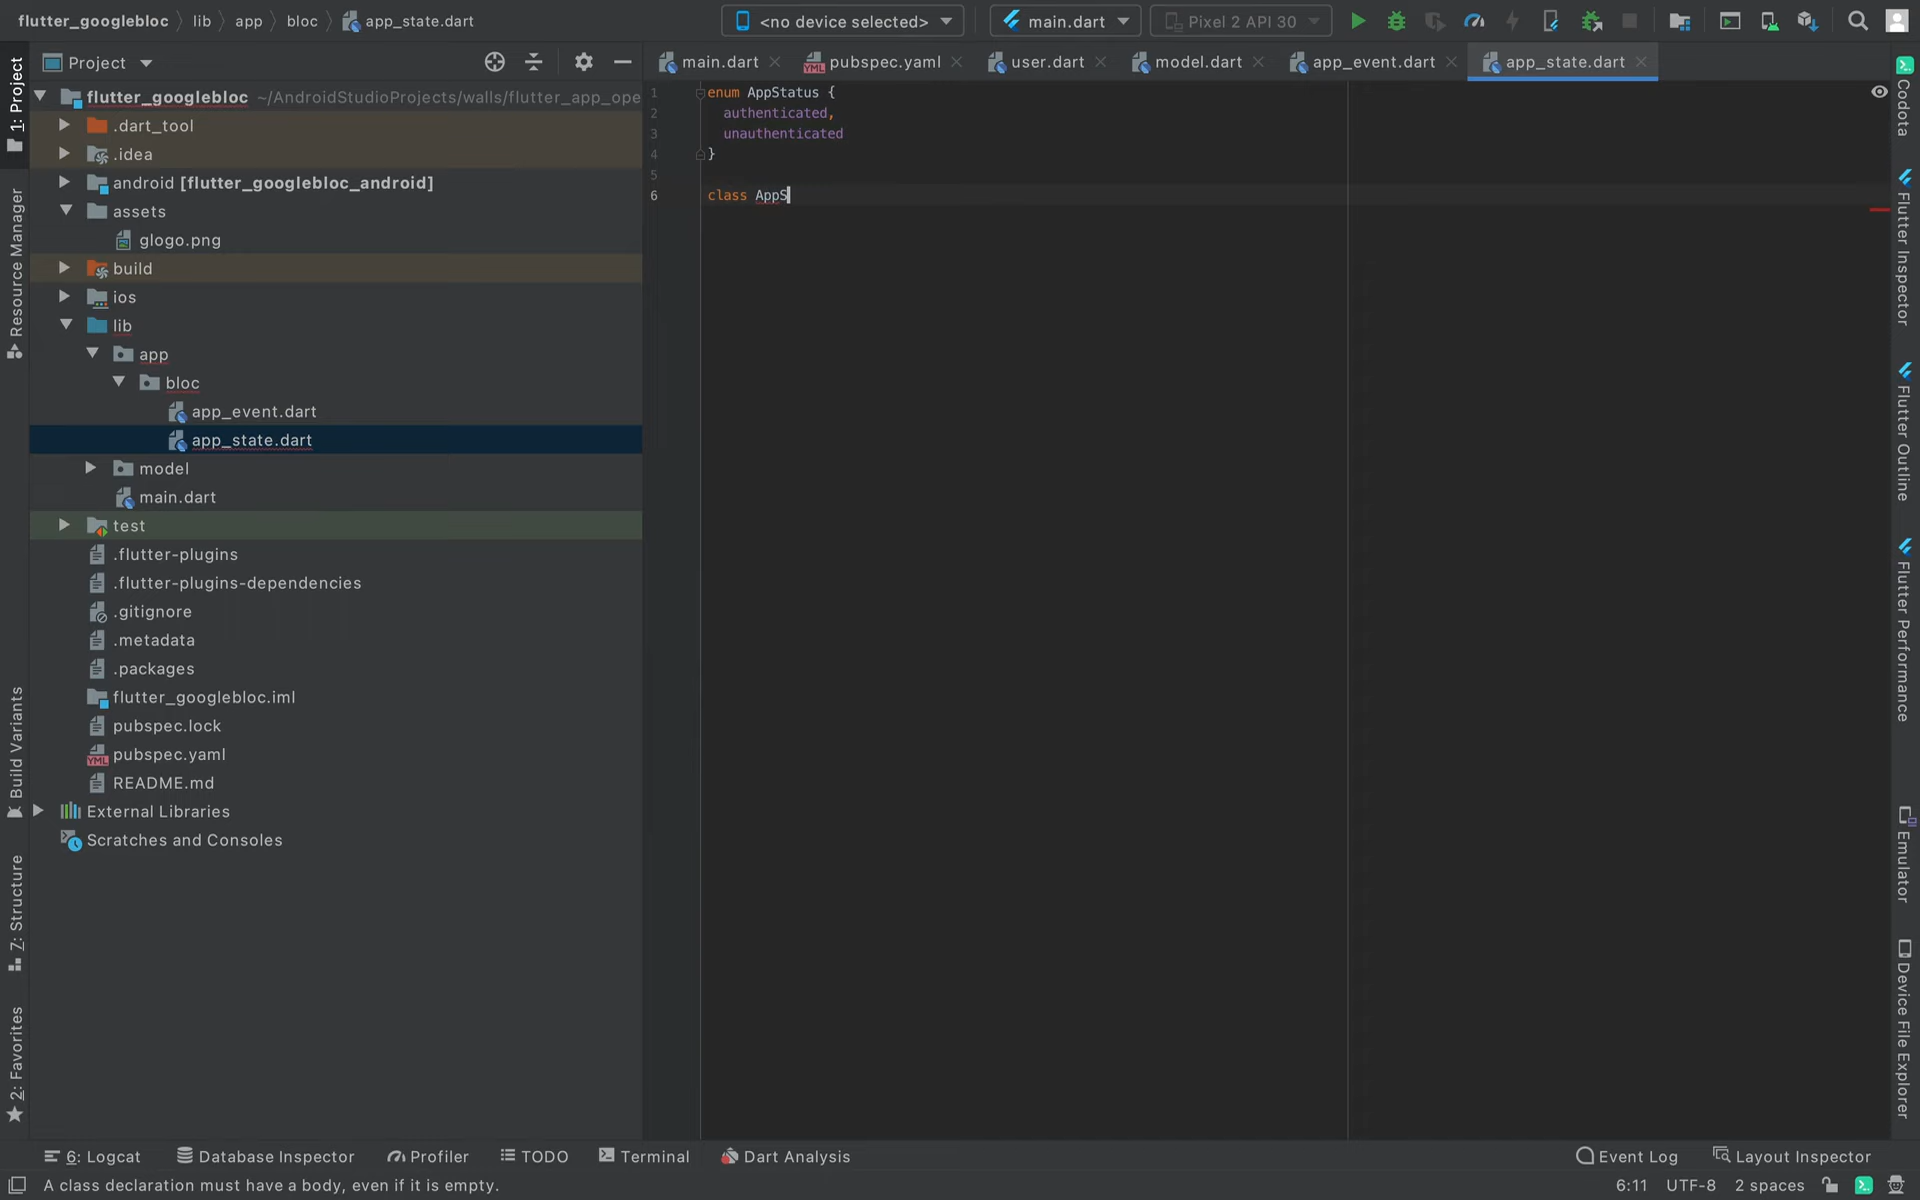 flutter_googlebloc lib app bloc app_state.dart <no device selected> main.dart Pixel 2 API 30
1: Project
Resource Manager
Build Variants
7: Structure
2: Favorites
Project
flutter_googlebloc ~/AndroidStudioProjects/walls/flutter_app_ope
.dart_tool
.idea
android [flutter_googlebloc_android]
assets
glogo.png
build
ios
lib
app
bloc
app_event.dart
app_state.dart
model
main.dart
test
.flutter-plugins
.flutter-plugins-dependencies
.gitignore
.metadata
.packages
flutter_googlebloc.iml
pubspec.lock
pubspec.yaml
README.md
External Libraries
Scratches and Consoles
main.dart pubspec.yaml user.dart model.dart app_event.dart app_state.dart
1 enum AppStatus {
2 authenticated,
3 unauthenticated
4 }
5
6 class AppS
Codota
Flutter Inspector
Flutter Outline
Flutter Performance
Emulator
Device File Explorer
6: Logcat Database Inspector Profiler TODO Terminal Dart Analysis Event Log Layout Inspector
A class declaration must have a body, even if it is empty. 6:11 UTF-8 2 spaces